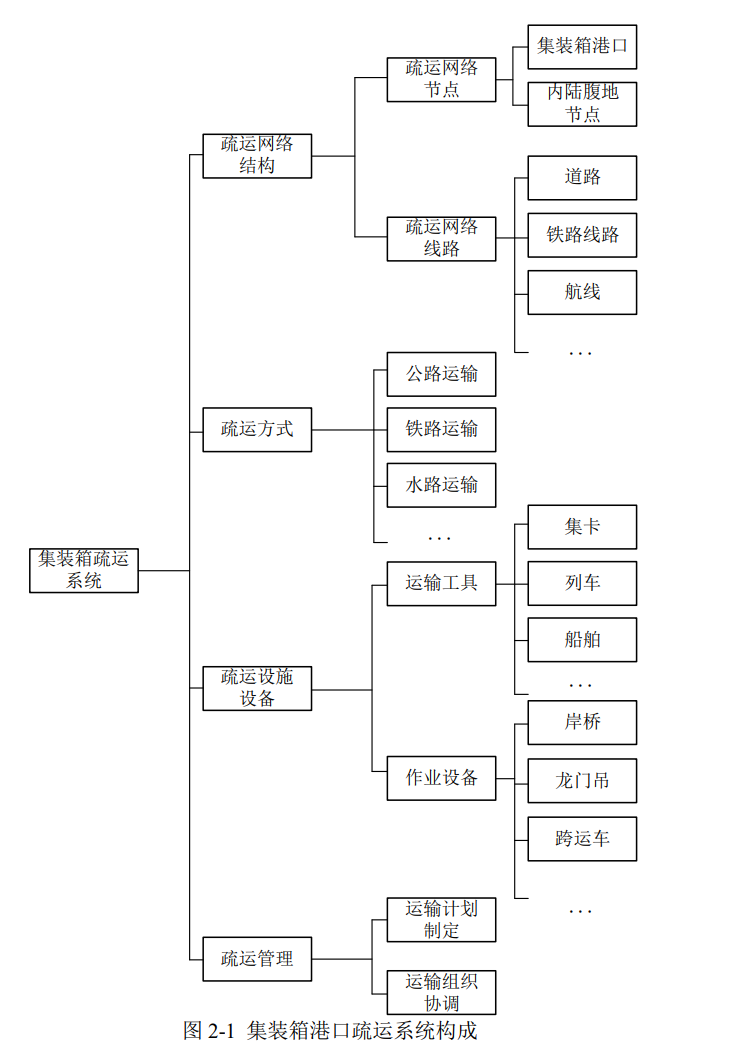 集装箱港口
疏运网络
节点
内陆腹地
节点
疏运网络
结构
道路
疏运网络
线路
铁路线路
航线
...
公路运输
疏运方式
铁路运输
水路运输
...
集卡
集装箱疏运
系统
运输工具
列车
船舶
...
疏运设施
设备
岸桥
作业设备
龙门吊
跨运车
...
运输计划
制定
疏运管理
运输组织
协调
图 2-1 集装箱港口疏运系统构成